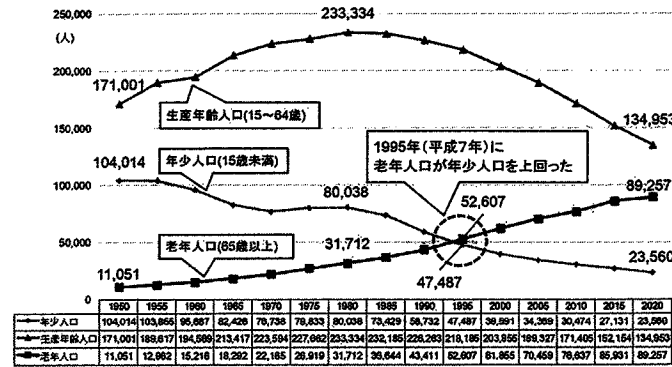 250,000
(人)
233,334
200,000
171,001
生産年齢人口(15～64歳)
150,000
134,953
1995年(平成7年)に
老年人口が年少人口を上回った
104,014
年少人口(15歳未満)
100,000
80,038
89,257
52,607
50,000
老年人口(65歳以上)
31,712
11,051
47,487
23,560
0
1950 1955 1960 1965 1970 1975 1980 1985 1990 1995 2000 2005 2010 2015 2020
年少人口 104,014 103,865 95,687 82,426 76,738 79,833 80,038 73,429 58,732 47,487 39,591 34,369 30,474 27,131 23,560
生産年齢人口 171,001 189,617 194,569 213,417 223,594 227,662 233,334 232,185 226,263 218,185 203,955 189,327 171,405 152,154 134,953
老年人口 11,051 12,962 15,216 18,292 22,165 26,919 31,712 36,644 43,411 52,607 61,855 70,459 76,637 85,931 89,257